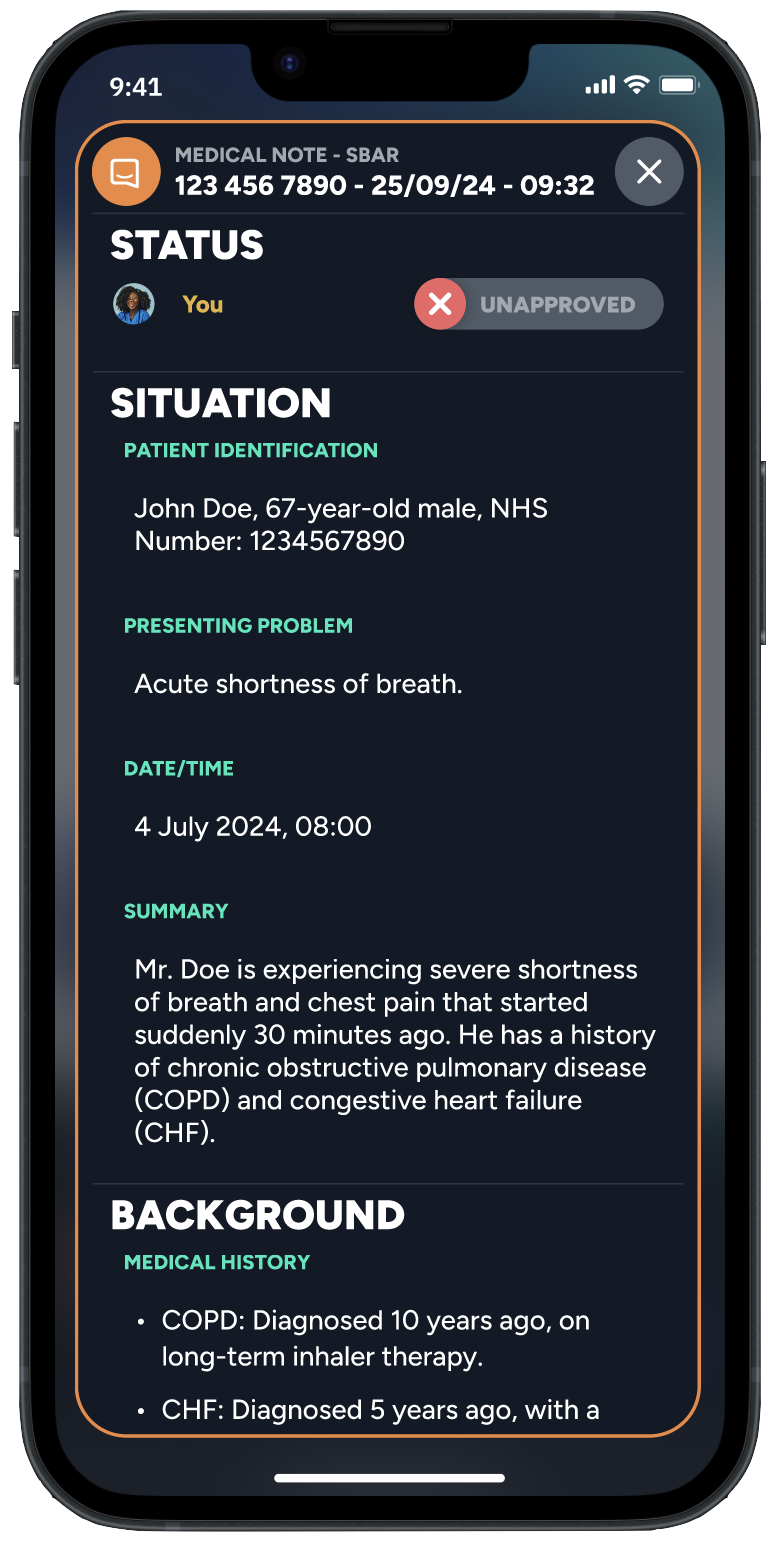 9:41
MEDICAL NOTE - SBAR
123 456 7890 - 25/09/24 - 09:32
STATUS
You
UNAPPROVED
SITUATION
PATIENT IDENTIFICATION
John Doe, 67-year-old male, NHS
Number: 1234567890
PRESENTING PROBLEM
Acute shortness of breath.
DATE/TIME
4 July 2024, 08:00
SUMMARY
Mr. Doe is experiencing severe shortness
of breath and chest pain that started
suddenly 30 minutes ago. He has a history
of chronic obstructive pulmonary disease
(COPD) and congestive heart failure
(CHF).
BACKGROUND
MEDICAL HISTORY
• COPD: Diagnosed 10 years ago, on
long-term inhaler therapy.
• CHF: Diagnosed 5 years ago, with a